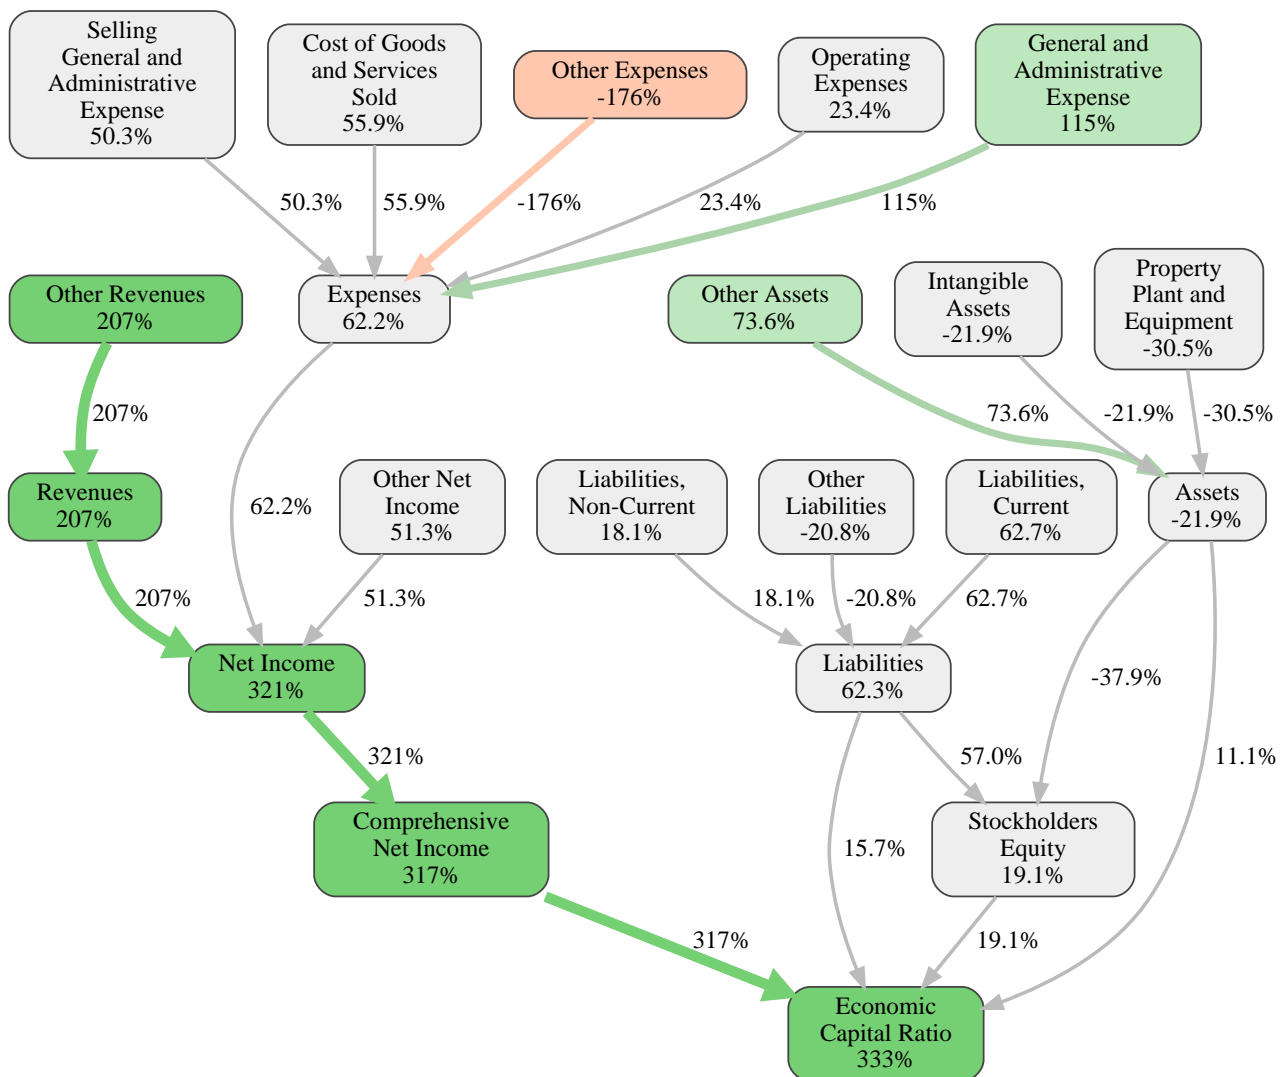 Selling
General and
Administrative
Expense
50.3%
Cost of Goods
and Services
Sold
55.9%
Other Expenses
-176%
Operating
Expenses
23.4%
General and
Administrative
Expense
115%
50.3%
55.9%
-176%
23.4%
115%
Other Revenues
207%
Expenses
62.2%
Other Assets
73.6%
Intangible
Assets
-21.9%
Property
Plant and
Equipment
-30.5%
207%
73.6%
-21.9%
-30.5%
Revenues
207%
62.2%
Other Net
Income
51.3%
Liabilities,
Non-Current
18.1%
Other
Liabilities
-20.8%
Liabilities,
Current
62.7%
Assets
-21.9%
207%
51.3%
18.1%
-20.8%
62.7%
Net Income
321%
Liabilities
62.3%
-37.9%
321%
57.0%
11.1%
Comprehensive
Net Income
317%
15.7%
Stockholders
Equity
19.1%
317%
19.1%
Economic
Capital Ratio
333%